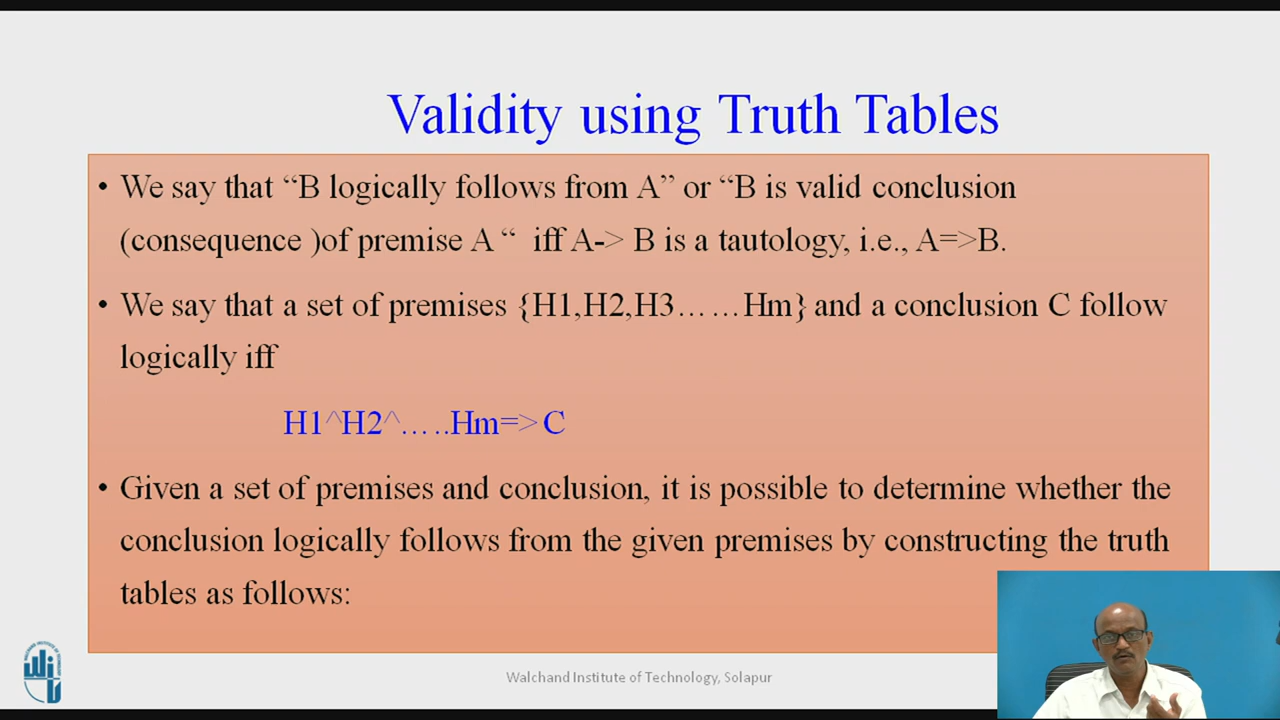 Validity using Truth Tables
• We say that “B logically follows from A” or “B is valid conclusion
(consequence )of premise A “ iff A-> B is a tautology, i.e., A=>B.
• We say that a set of premises {H1,H2,H3……Hm} and a conclusion C follow
logically iff
H1^H2^…..Hm=> C
• Given a set of premises and conclusion, it is possible to determine whether the
conclusion logically follows from the given premises by constructing the truth
tables as follows:
Walchand Institute of Technology, Solapur